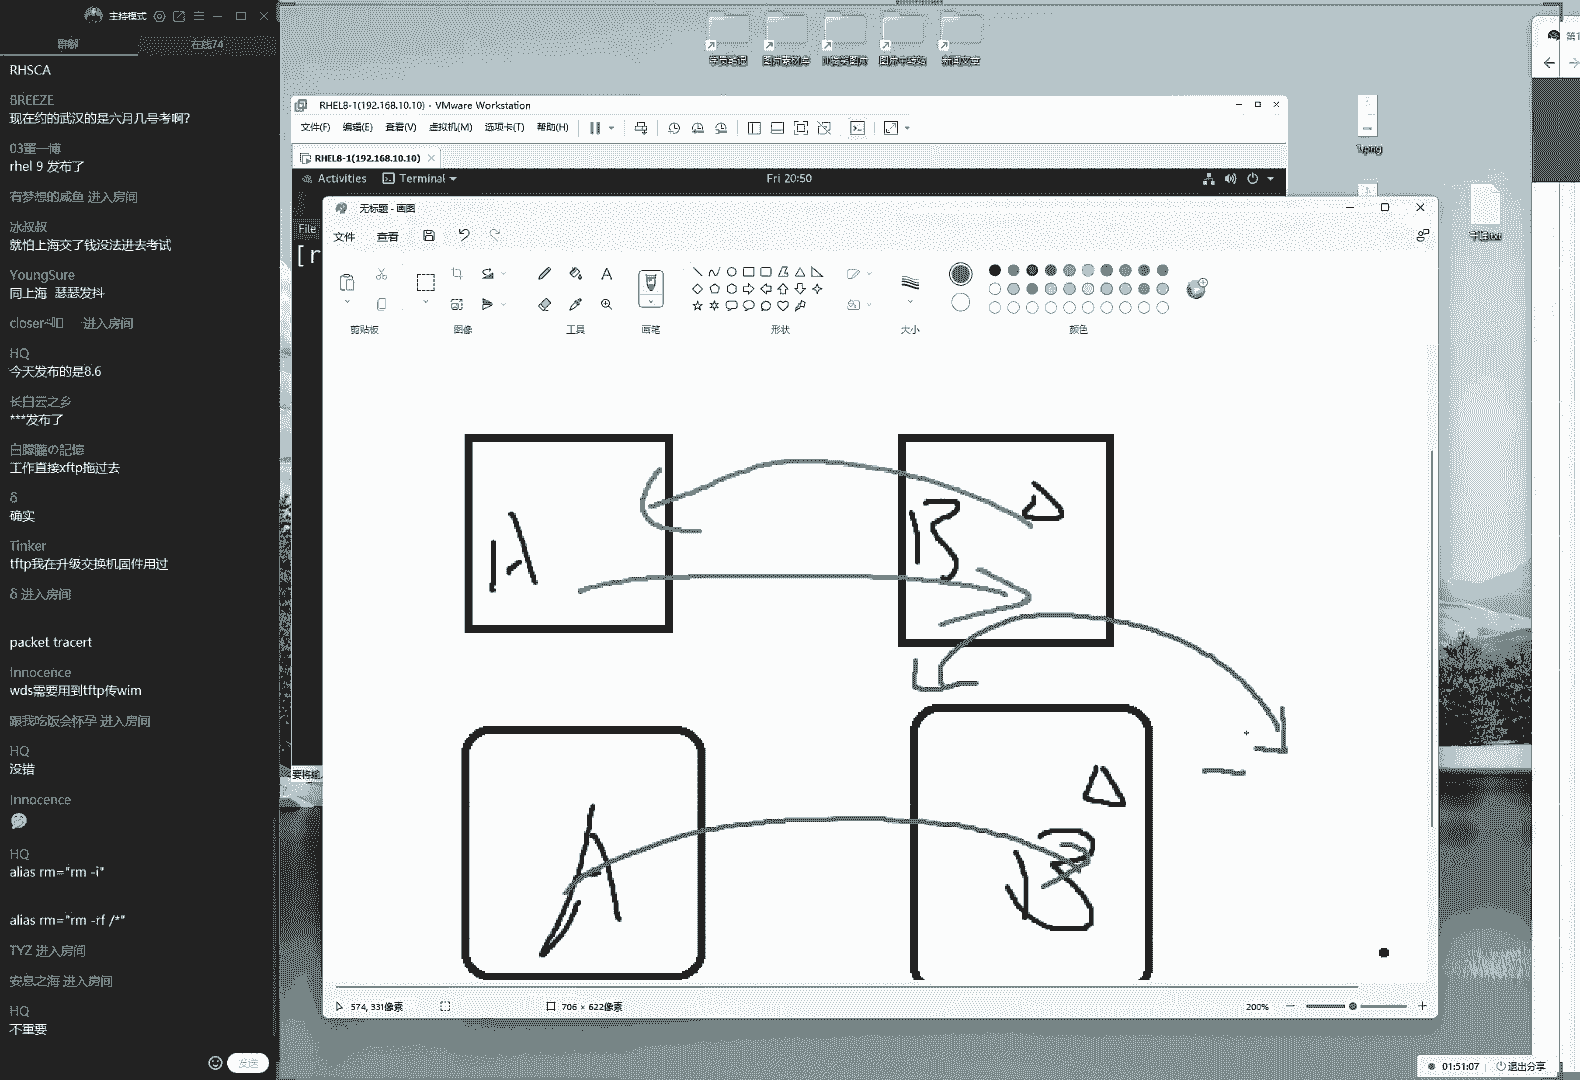 主持模式
群聊
在线74
RHSCA
BREEZE
现在约的武汉的是六月几号考啊?
03董一博
rhel 9 发布了
有梦想的咸鱼 进入房间
冰叔叔
就怕上海交了钱没法进去考试
YoungSure
同上海 瑟瑟发抖
进入房间
HQ
今天发布的是8.6
长白云之乡
***发布了
白朦朧の記憶
工作直接xftp拖过去
δ
确实
Tinker
tftp我在升级交换机固件用过
δ 进入房间
packet tracert
Innocence
wds需要用到tftp传wim
跟我吃饭会怀孕 进入房间
HQ
没错
Innocence
HQ
alias rm="rm -i"
alias rm="rm -rf /*"
TYZ 进入房间
安息之海 进入房间
HQ
不重要
发送
RHEL8-1(192.168.10.10) - VMware Workstation
文件(F) 编辑(E) 查看(V) 虚拟机(M) 选项卡(T) 帮助(H)
RHEL8-1(192.168.10.10)
Activities Terminal Fri 20:50
File
[r
要将输
无标题 - 画图
文件 查看
剪贴板 图像 工具 画笔 形状 大小 颜色
A B
A B
574, 331像素 706 × 622像素 200%
1.png
第1
01:51:07 退出分享